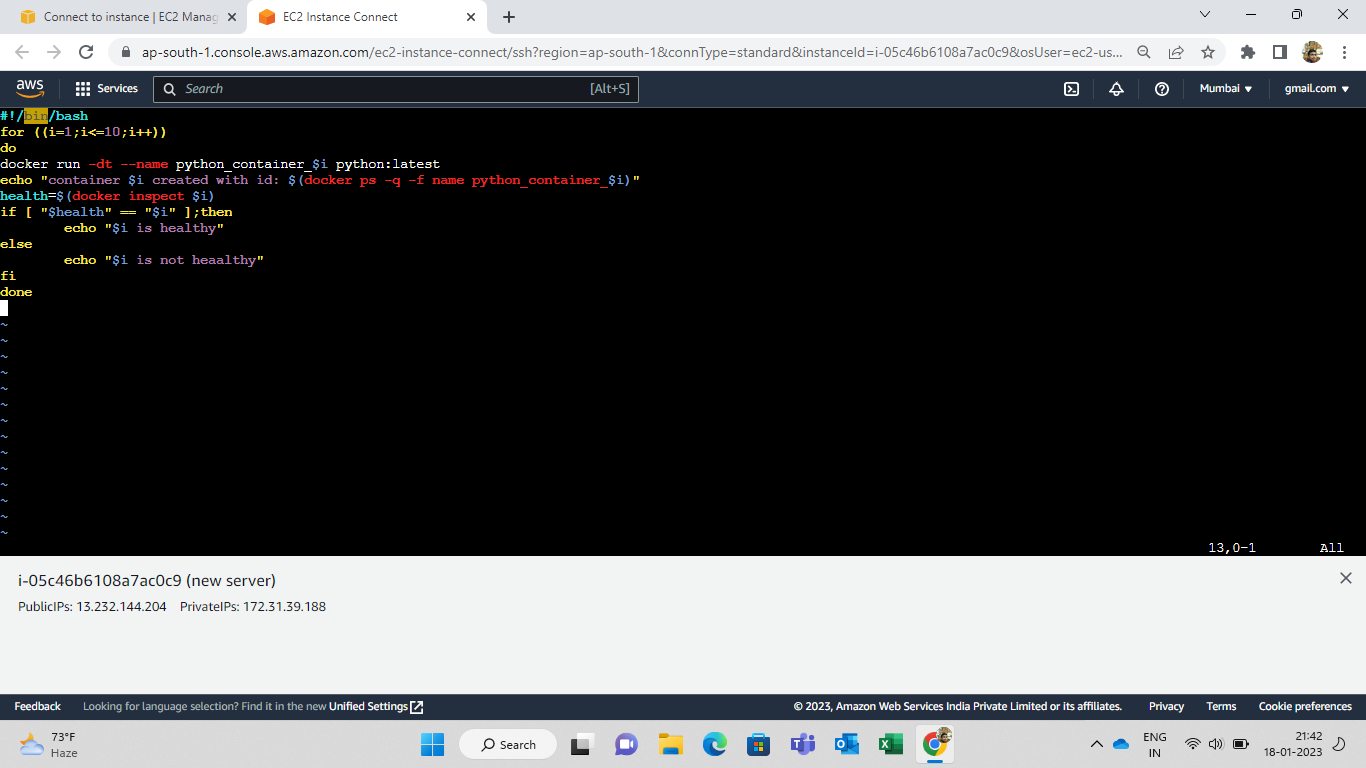 Connect to instance | EC2 Manag
EC2 Instance Connect
ap-south-1.console.aws.amazon.com/ec2-instance-connect/ssh?region=ap-south-1&connType=standard&instanceId=i-05c46b6108a7ac0c9&osUser=ec2-us...
aws
Services
Search
[Alt+S]
Mumbai
gmail.com
#!/bin/bash
for ((i=1;i<=10;i++))
do
docker run -dt --name python_container_$i python:latest
echo "container $i created with id: $(docker ps -q -f name python_container_$i)"
health=$(docker inspect $i)
if [ "$health" == "$i" ];then
echo "$i is healthy"
else
echo "$i is not heaalthy"
fi
done
~
~
~
~
~
~
~
~
~
~
~
~
~
~
13,0-1 All
i-05c46b6108a7ac0c9 (new server)
PublicIPs: 13.232.144.204 PrivateIPs: 172.31.39.188
Feedback
Looking for language selection? Find it in the new Unified Settings
© 2023, Amazon Web Services India Private Limited or its affiliates.
Privacy
Terms
Cookie preferences
73°F
Haze
Search
ENG
IN
21:42
18-01-2023